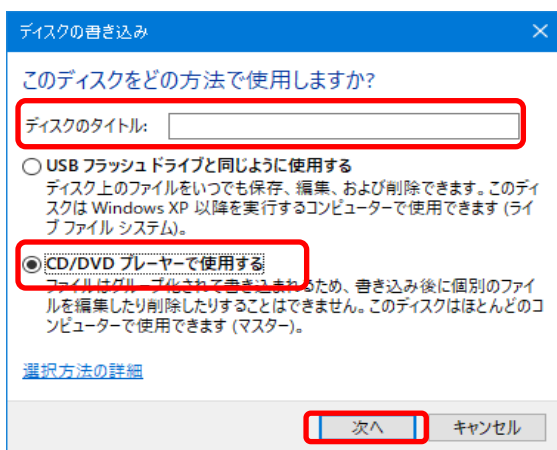 ディスクの書き込み
このディスクをどの方法で使用しますか?
ディスクのタイトル:
USB フラッシュ ドライブと同じように使用する
ディスク上のファイルをいつでも保存、編集、および削除できます。このディ
スクは Windows XP 以降を実行するコンピューターで使用できます (ライ
ブ ファイル システム)。
CD/DVD プレーヤーで使用する
ファイルはグループ化されて書き込まれるため、書き込み後に個別のファイ
ルを編集したり削除したりすることはできません。このディスクはほとんどのコ
ンピューターで使用できます (マスター)。
選択方法の詳細
次へ キャンセル